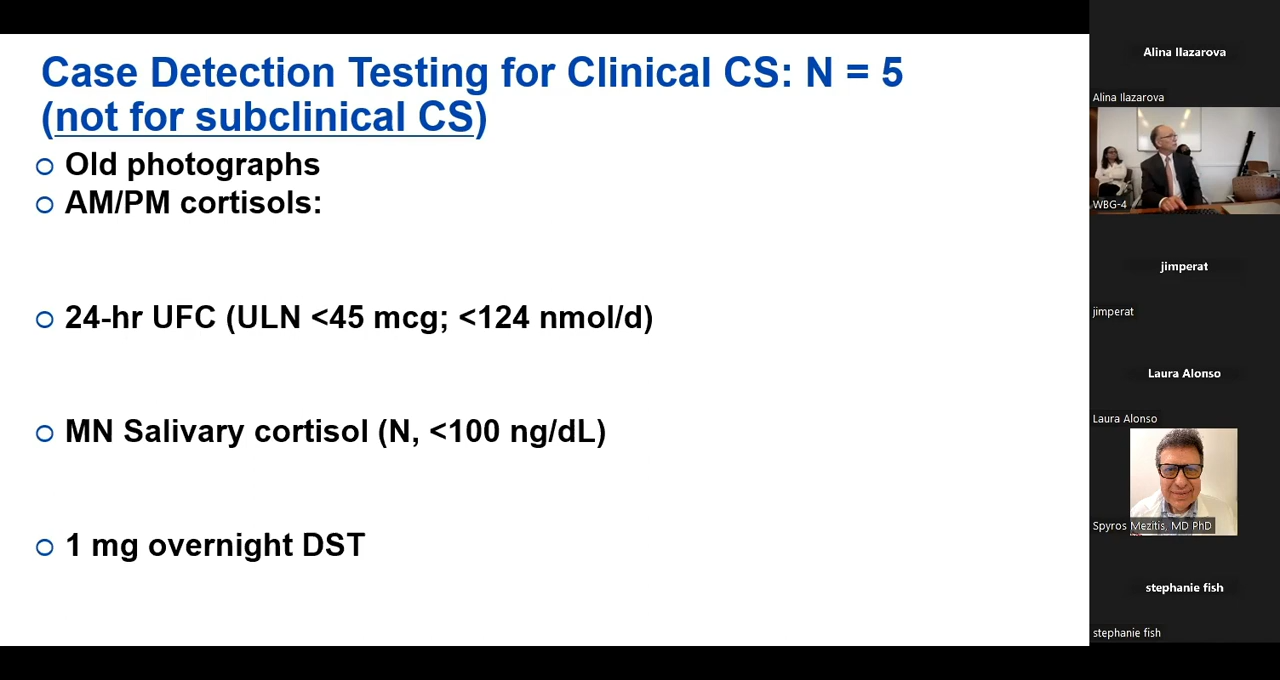 Case Detection Testing for Clinical CS: N = 5
(not for subclinical CS)
Old photographs
AM/PM cortisols:
24-hr UFC (ULN <45 mcg; <124 nmol/d)
MN Salivary cortisol (N, <100 ng/dL)
1 mg overnight DST
Alina Ilazarova
Alina Ilazarova
WBG-4
jimperat
jimperat
Laura Alonso
Laura Alonso
Spyros Mezitis, MD PhD
stephanie fish
stephanie fish